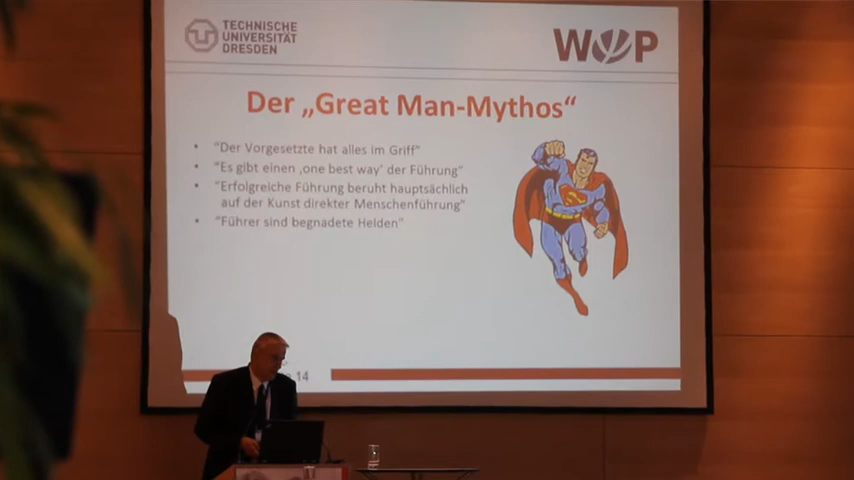 TECHNISCHE
UNIVERSITÄT
DRESDEN
WOP
Der „Great Man-Mythos“
• "Der Vorgesetzte hat alles im Griff"
• "Es gibt einen ‚one best way' der Führung"
• "Erfolgreiche Führung beruht hauptsächlich
auf der Kunst direkter Menschenführung"
• "Führer sind begnadete Helden"
14